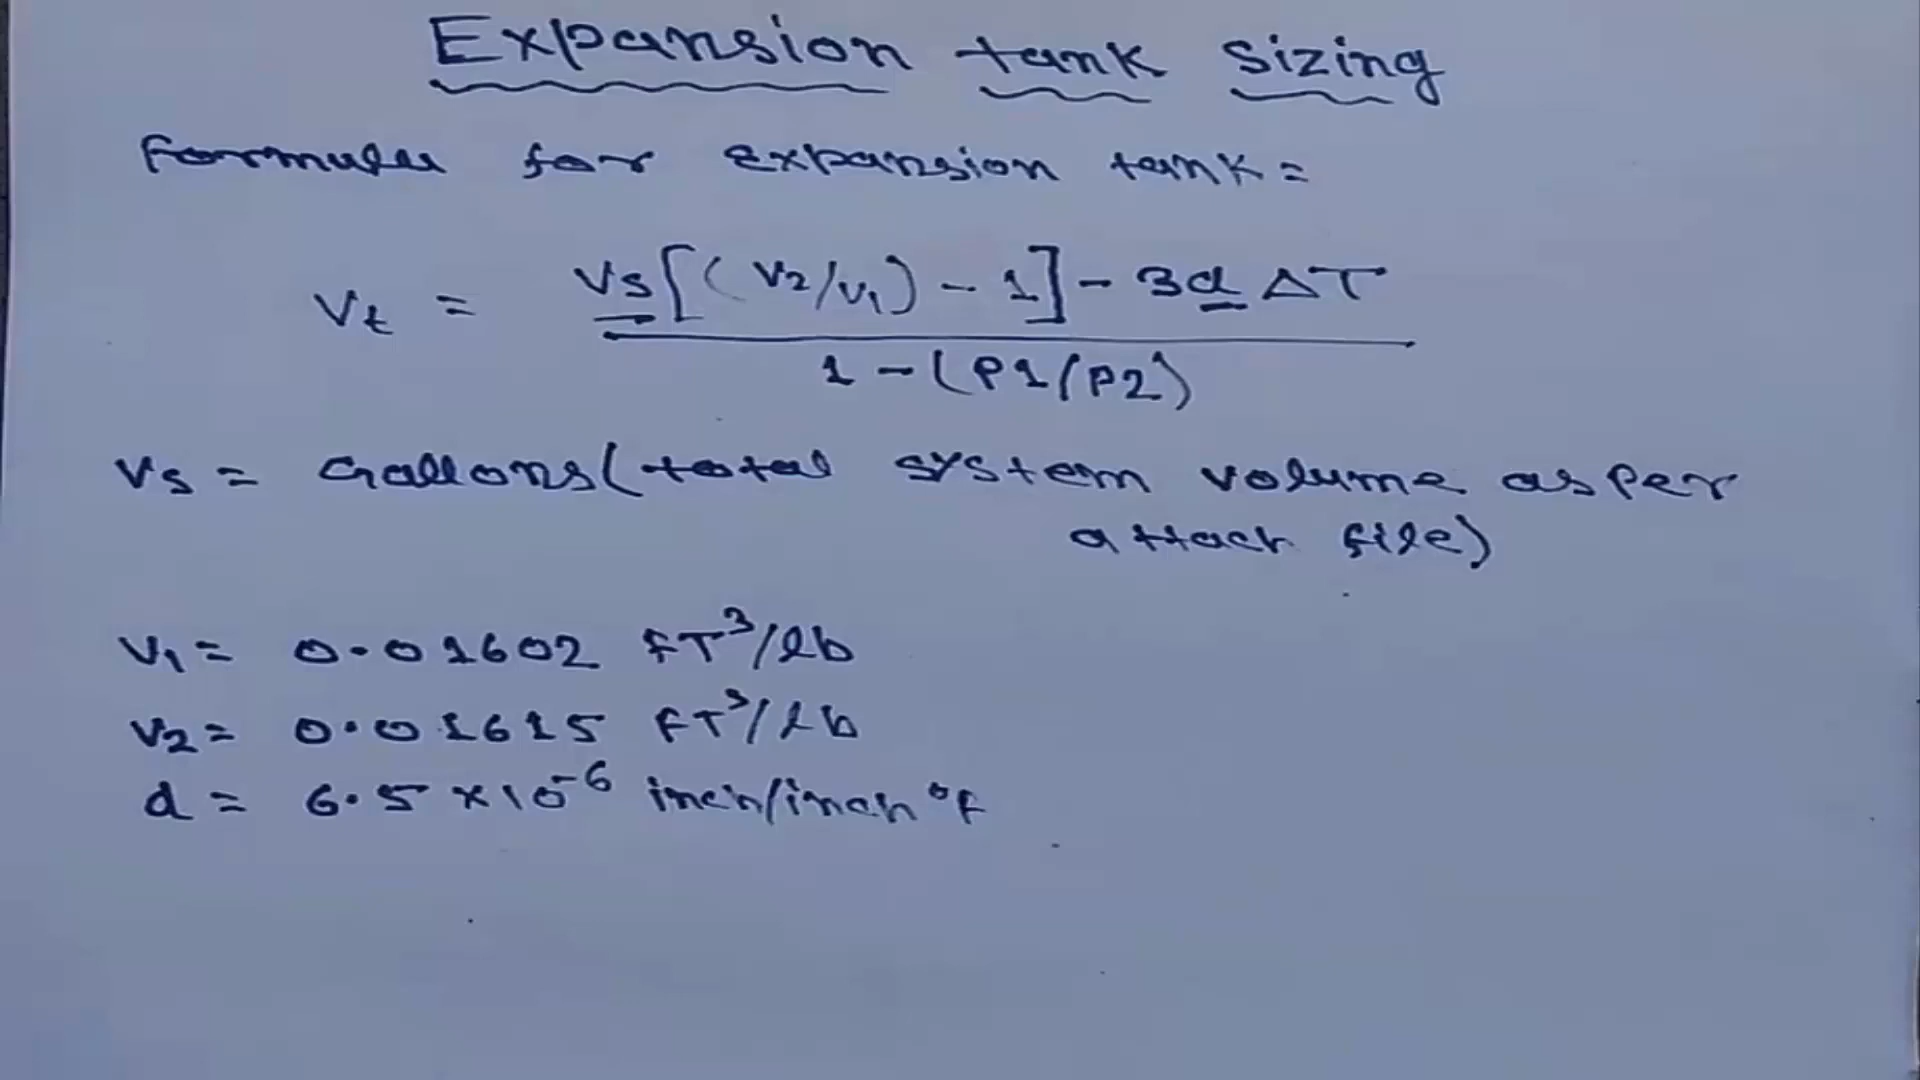 Expansion tank sizing
Formula for Expansion tank=
Vt = Vs[(V2/V1) - 1] - 3d ΔT
1 - (P1/P2)
Vs = Gallons (total system volume as per
attach file)
V1 = 0.01602 FT³/lb
V2 = 0.01615 FT³/lb
d = 6.5 x 10⁻⁶ inch/inch °F